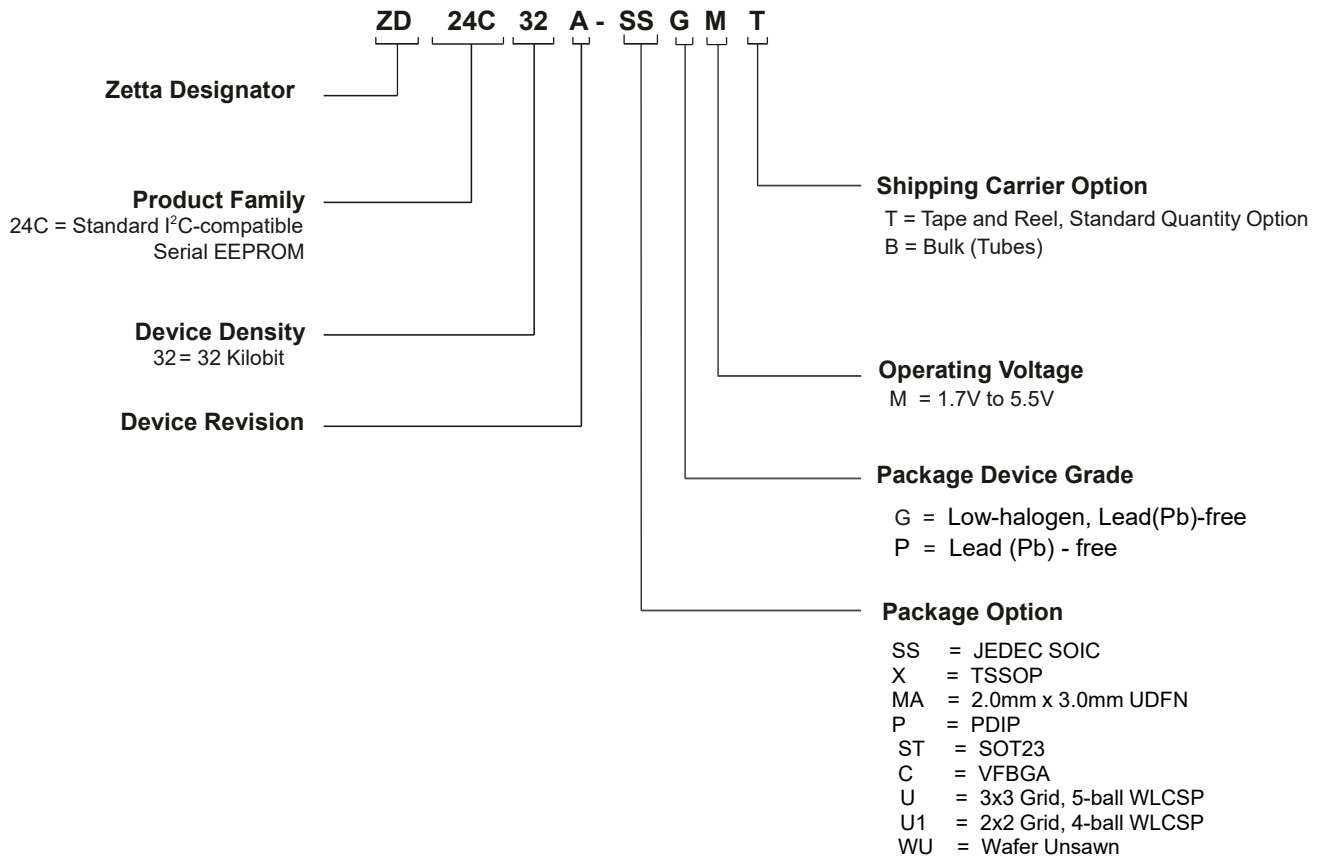 ZD 24C 32 A - SS G M T
Zetta Designator
Product Family
24C = Standard I²C-compatible
Serial EEPROM
Device Density
32 = 32 Kilobit
Device Revision
Shipping Carrier Option
T = Tape and Reel, Standard Quantity Option
B = Bulk (Tubes)
Operating Voltage
M = 1.7V to 5.5V
Package Device Grade
G = Low-halogen, Lead(Pb)-free
P = Lead (Pb) - free
Package Option
SS = JEDEC SOIC
X = TSSOP
MA = 2.0mm x 3.0mm UDFN
P = PDIP
ST = SOT23
C = VFBGA
U = 3x3 Grid, 5-ball WLCSP
U1 = 2x2 Grid, 4-ball WLCSP
WU = Wafer Unsawn